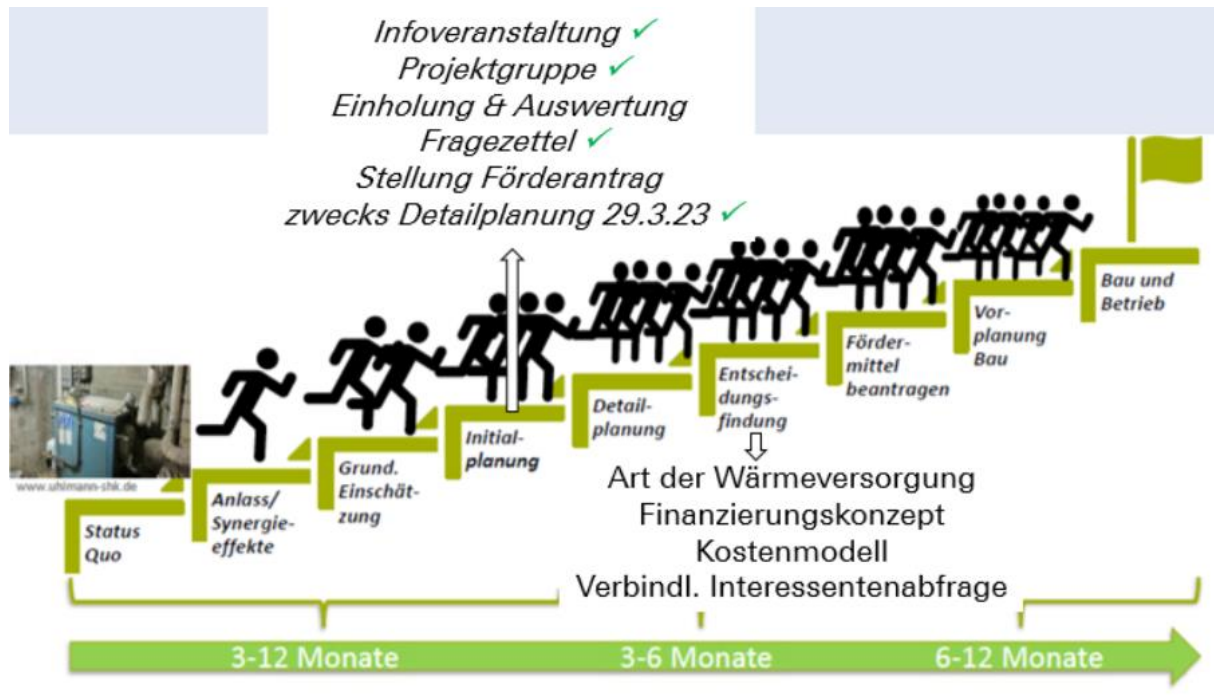 Infoveranstaltung ✓
Projektgruppe ✓
Einholung & Auswertung
Fragezettel ✓
Stellung Förderantrag
zwecks Detailplanung 29.3.23 ✓
www.uhlmann-shk.de
Status
Quo
Anlass/
Synergie-
effekte
Grund.
Einschät-
zung
Initial-
planung
Detail-
planung
Entschei-
dungs-
findung
Förder-
mittel
beantragen
Vor-
planung
Bau
Bau und
Betrieb
Art der Wärmeversorgung
Finanzierungskonzept
Kostenmodell
Verbindl. Interessentenabfrage
3-12 Monate
3-6 Monate
6-12 Monate